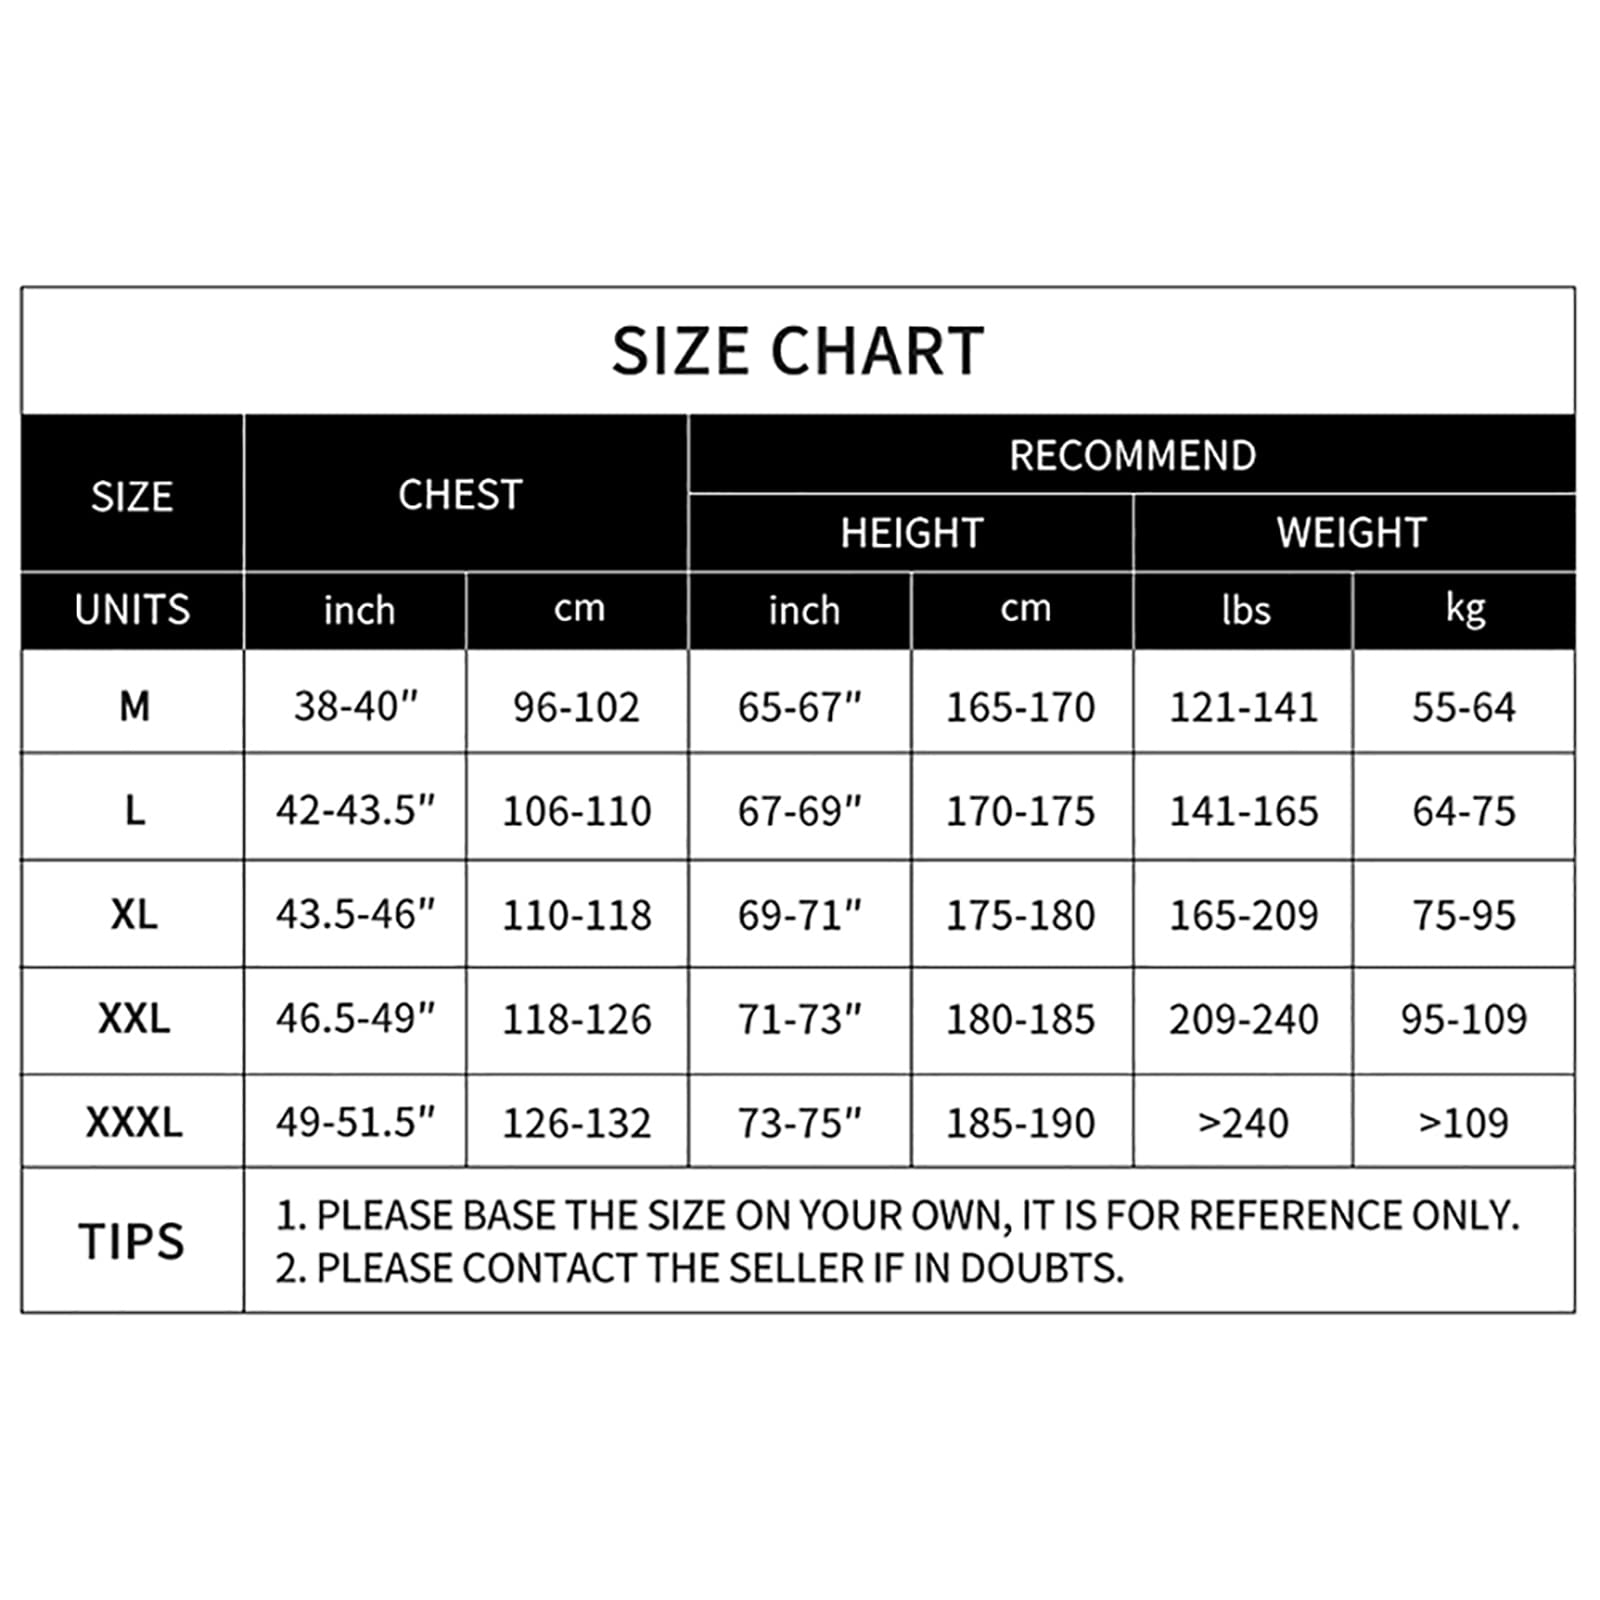 SIZE CHART
SIZE CHEST RECOMMEND
HEIGHT WEIGHT
UNITS inch cm inch cm lbs kg
M 38-40" 96-102 65-67" 165-170 121-141 55-64
L 42-43.5" 106-110 67-69" 170-175 141-165 64-75
XL 43.5-46" 110-118 69-71" 175-180 165-209 75-95
XXL 46.5-49" 118-126 71-73" 180-185 209-240 95-109
XXXL 49-51.5" 126-132 73-75" 185-190 >240 >109
TIPS 1. PLEASE BASE THE SIZE ON YOUR OWN, IT IS FOR REFERENCE ONLY.
2. PLEASE CONTACT THE SELLER IF IN DOUBTS.